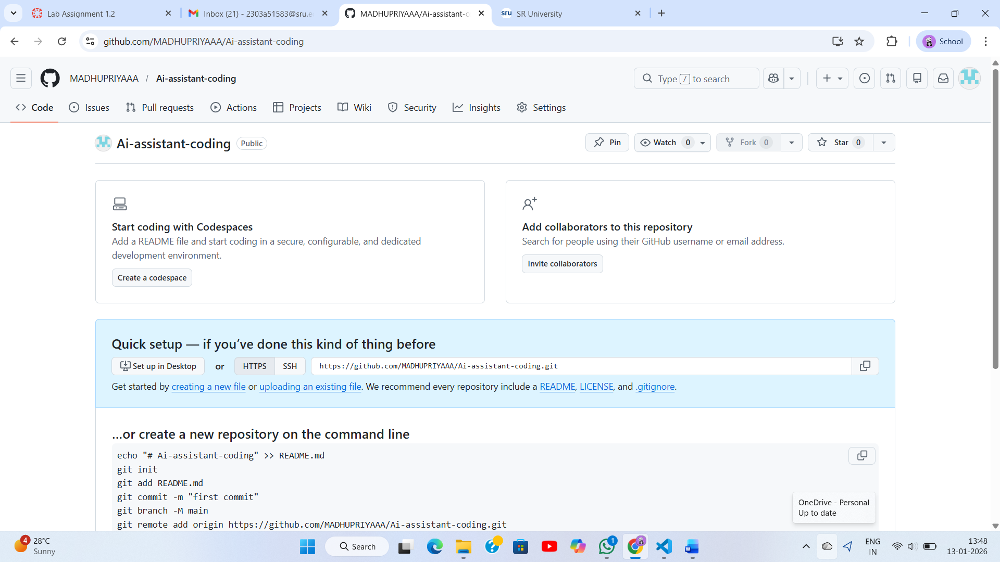 Lab Assignment 1.2
Inbox (21) - 2303a51583@sru.e
MADHUPRIYAAA/Ai-assistant-c
sru SR University
github.com/MADHUPRIYAAA/Ai-assistant-coding
School
MADHUPRIYAAA / Ai-assistant-coding
Type / to search
Code
Issues
Pull requests
Actions
Projects
Wiki
Security
Insights
Settings
Ai-assistant-coding Public
Pin
Watch 0
Fork 0
Star 0
Start coding with Codespaces
Add a README file and start coding in a secure, configurable, and dedicated
development environment.
Create a codespace
Add collaborators to this repository
Search for people using their GitHub username or email address.
Invite collaborators
Quick setup — if you’ve done this kind of thing before
Set up in Desktop or HTTPS SSH https://github.com/MADHUPRIYAAA/Ai-assistant-coding.git
Get started by creating a new file or uploading an existing file. We recommend every repository include a README, LICENSE, and .gitignore.
…or create a new repository on the command line
echo "# Ai-assistant-coding" >> README.md
git init
git add README.md
git commit -m "first commit"
git branch -M main
git remote add origin https://github.com/MADHUPRIYAAA/Ai-assistant-coding.git
OneDrive - Personal
Up to date
4
28°C
Sunny
Search
1
ENG
IN
13:48
13-01-2026